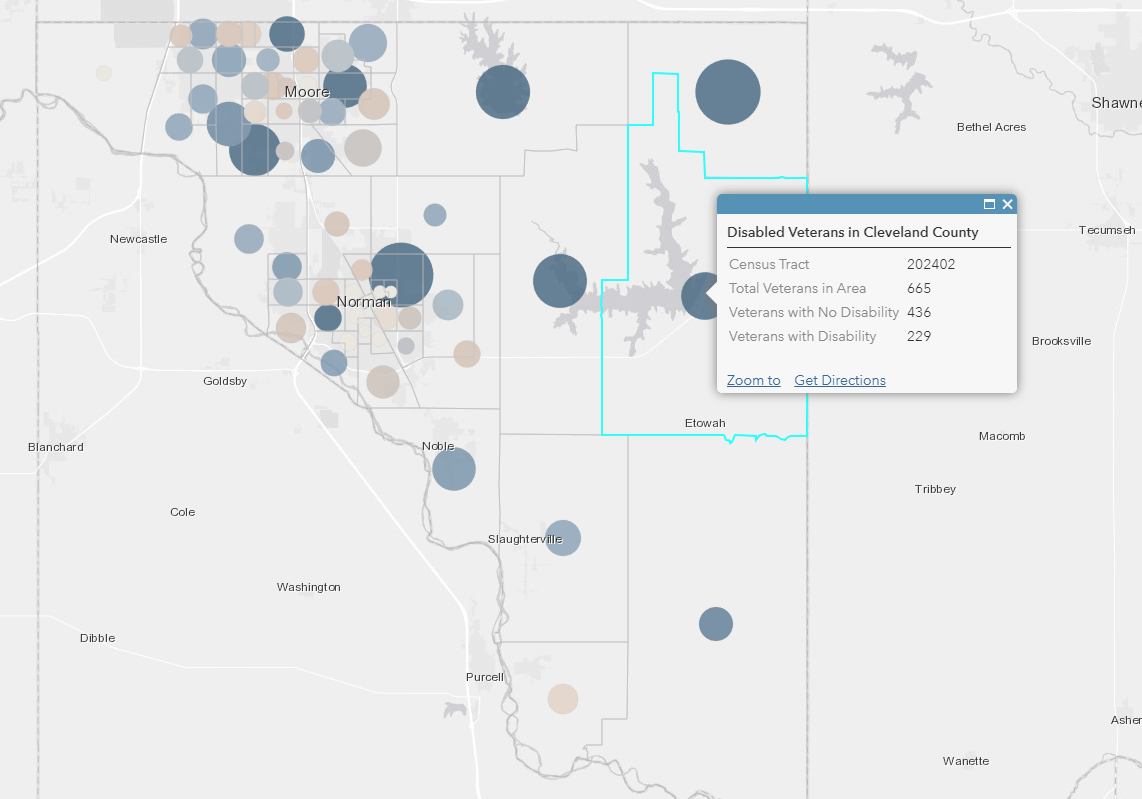 Moore
Shawne
Bethel Acres
Newcastle
Tecumseh
Disabled Veterans in Cleveland County
Census Tract 202402
Total Veterans in Area 665
Veterans with No Disability 436
Veterans with Disability 229
Zoom to Get Directions
Norman
Brooksville
Goldsby
Etowah
Macomb
Blanchard
Noble
Tribbey
Cole
Slaughterville
Washington
Dibble
Purcell
Asher
Wanette